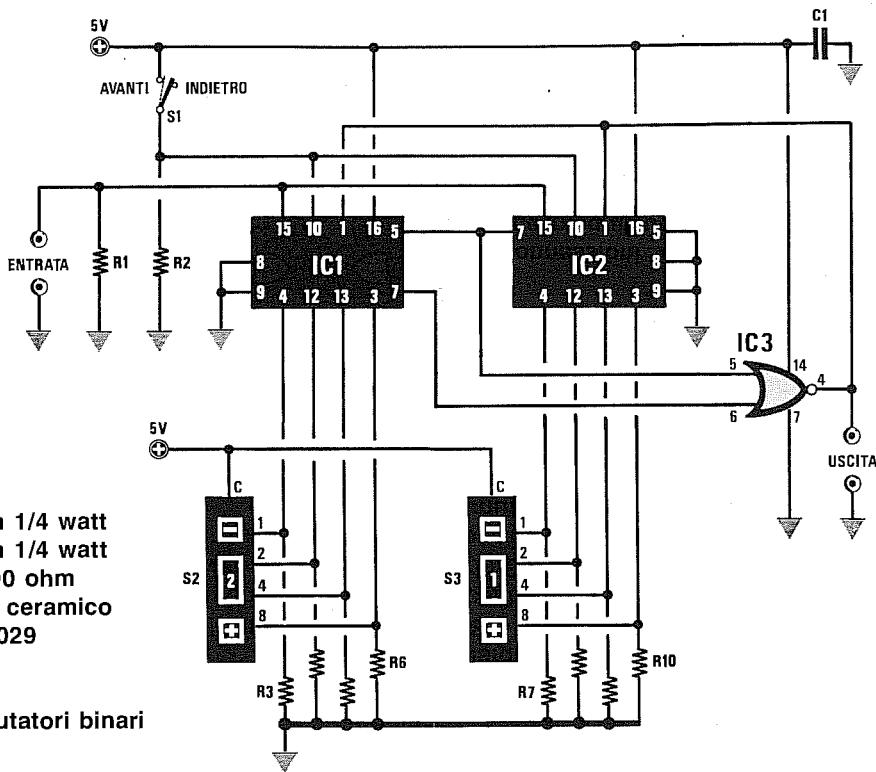 5V
C1
AVANTI
INDIETRO
S1
ENTRATA
R1
R2
15 10 1 16
5
8
IC1
9
7
4 12 13 3
7
15 10 1 16
5
IC2
8
9
4 12 13 3
IC3
5
14
4
6
7
USCITA
5V
C
1
2
S2
2
4
8
R3
R6
C
1
2
S3
1
4
8
R7
R10
1/4 watt
1/4 watt
ohm
ceramico
029
utatori binari